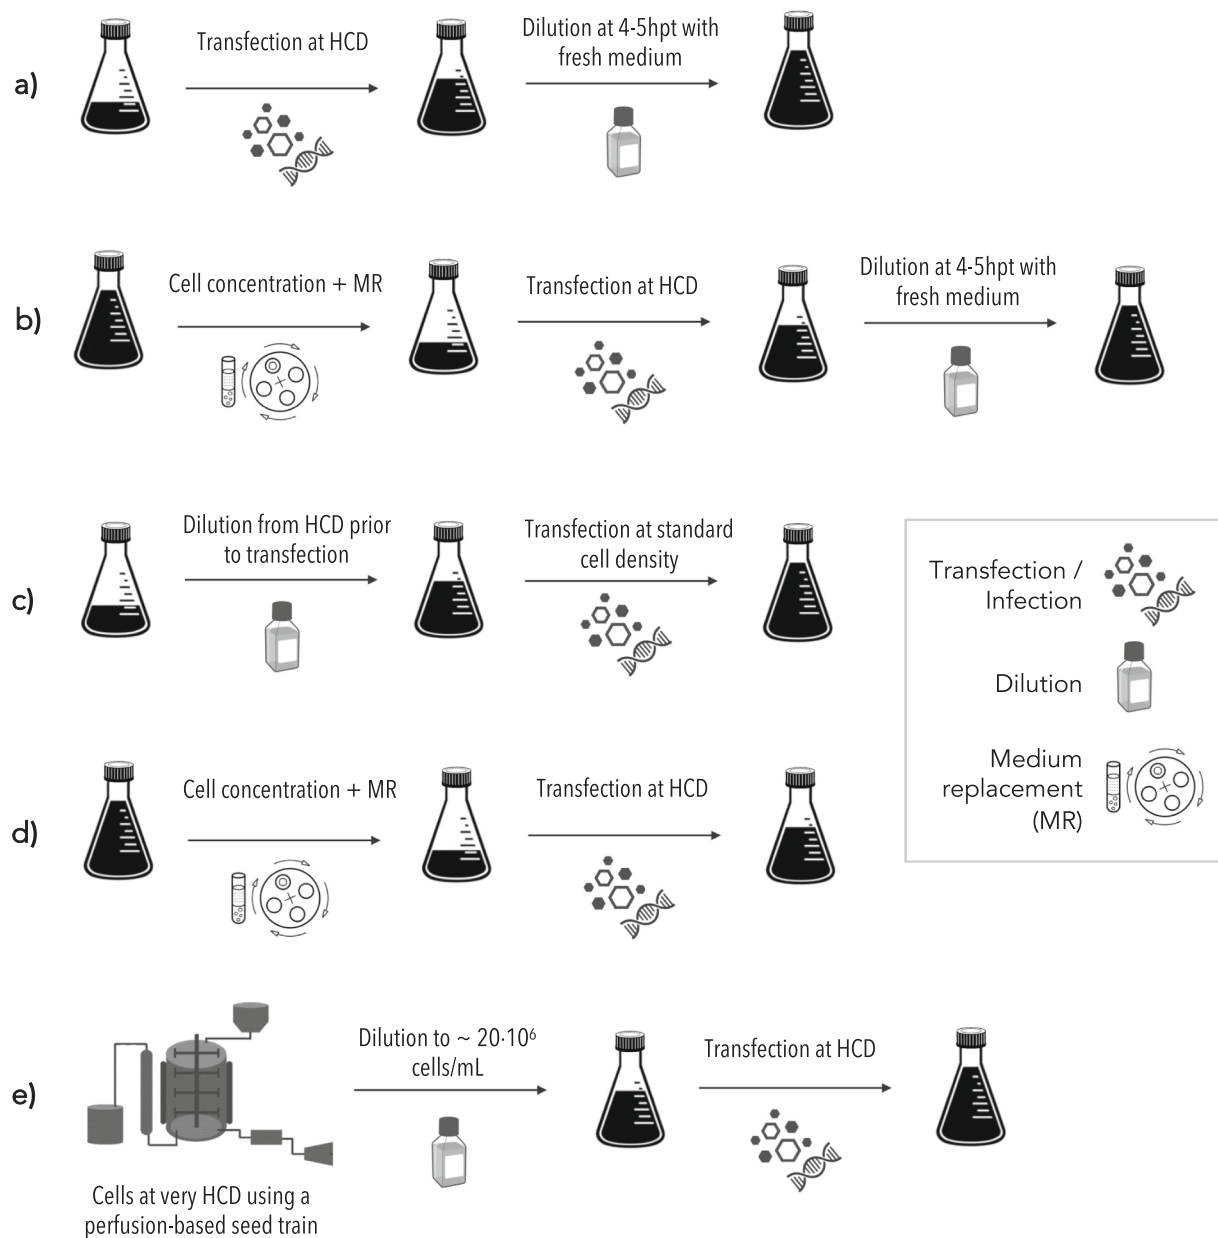 a)
Transfection at HCD
Dilution at 4-5hpt with
fresh medium
b)
Cell concentration + MR
Transfection at HCD
Dilution at 4-5hpt with
fresh medium
c)
Dilution from HCD prior
to transfection
Transfection at standard
cell density
Transfection /
Infection
Dilution
Medium
replacement
(MR)
d)
Cell concentration + MR
Transfection at HCD
e)
Cells at very HCD using a
perfusion-based seed train
Dilution to ~ 20·10⁶
cells/mL
Transfection at HCD